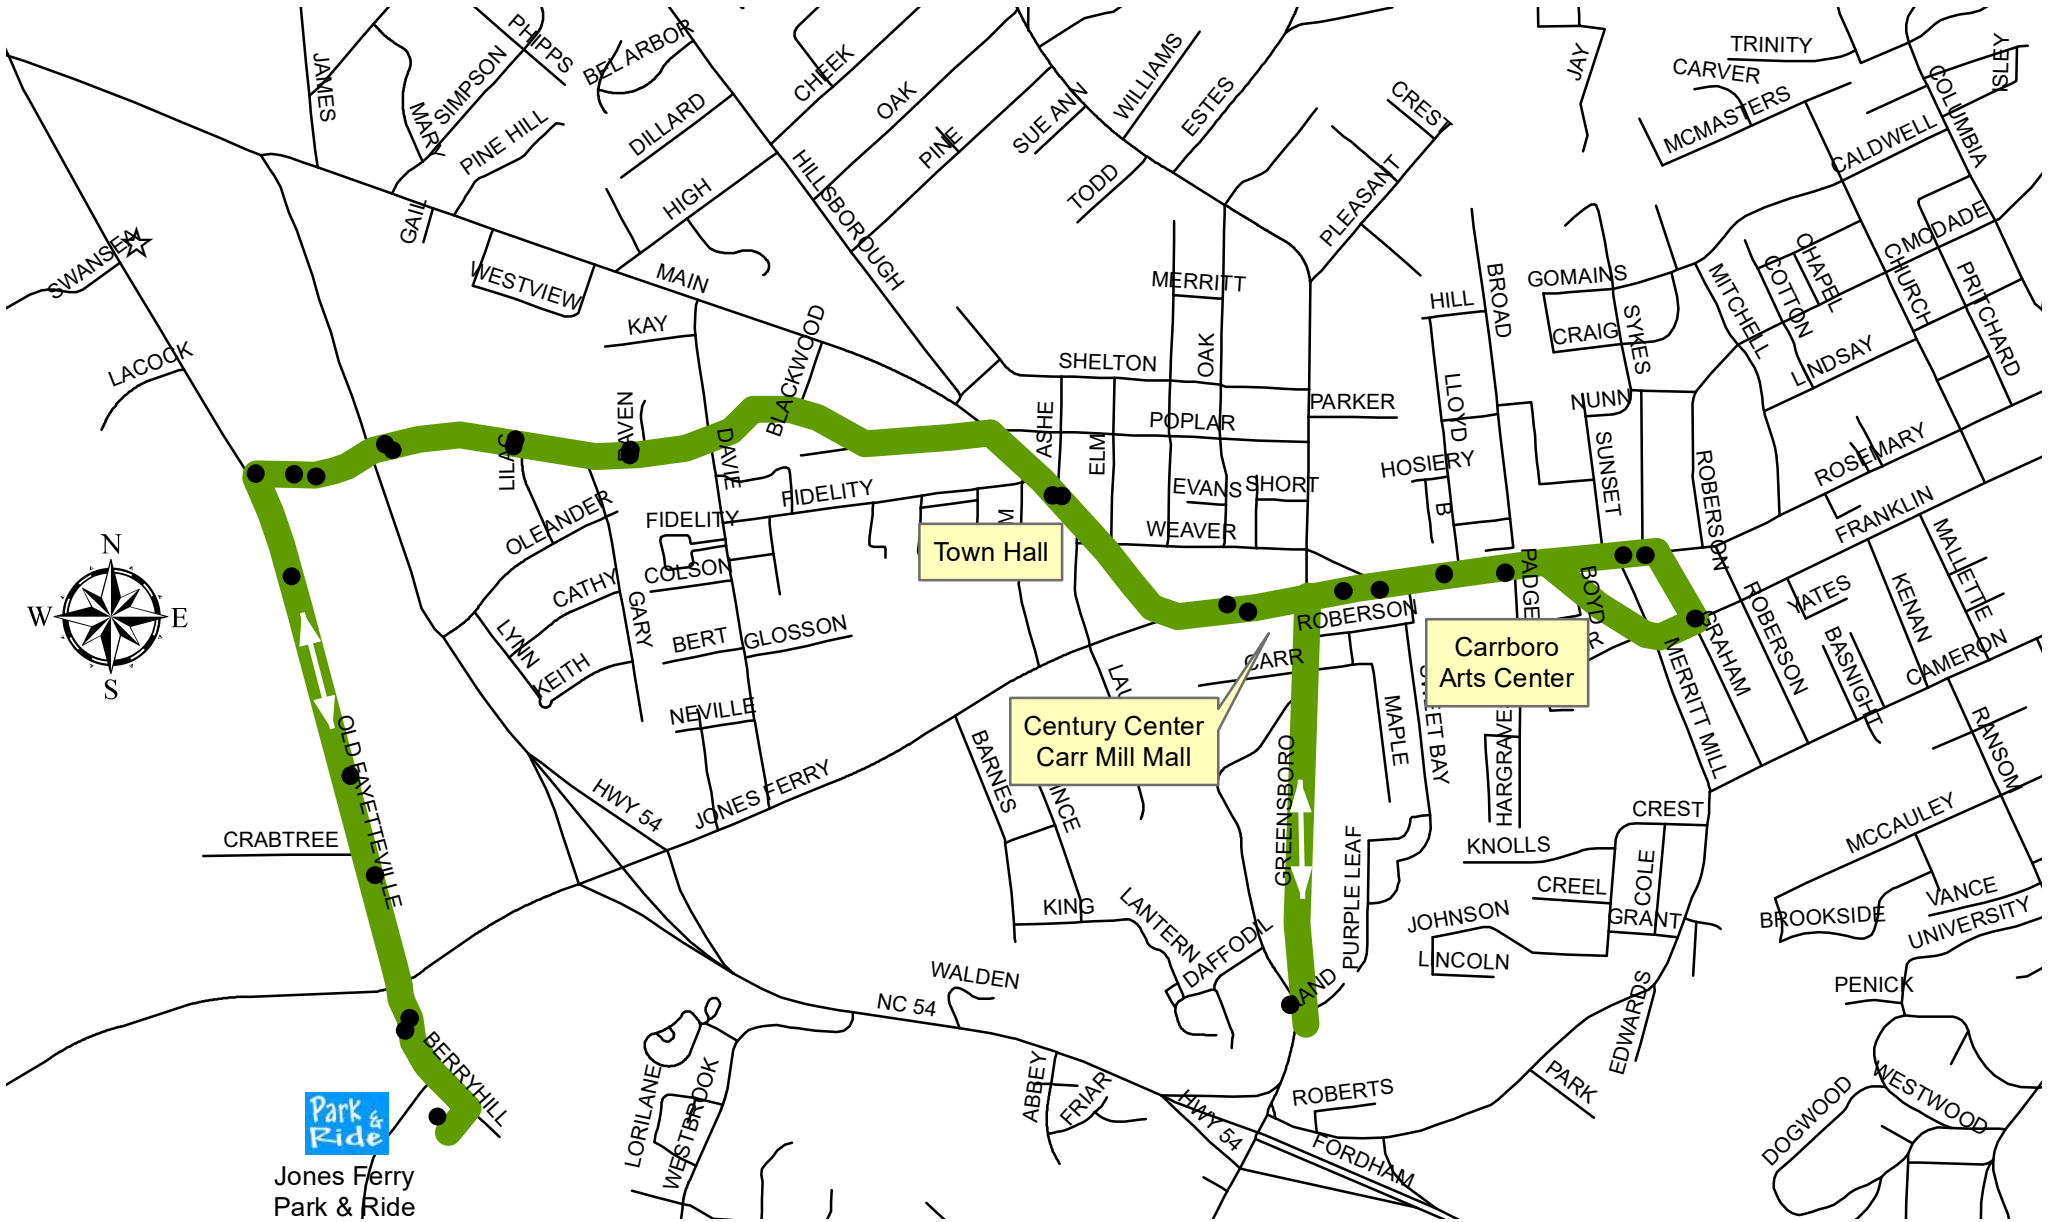 JAMES
PHIPPS
SIMPSON
MARY
BEL ARBOR
PINE HILL
DILLARD
CHEEK
OAK
PINE
SUE ANN
WILLIAMS
ESTES
TODD
CREST
PLEASANT
JAY
TRINITY
CARVER
MCMASTERS
CALDWELL
COLUMBIA
ISLEY
HIGH
HILLSBOROUGH
GAIL
WESTVIEW
MAIN
SWANSEN
LACOCK
KAY
BLACKWOOD
MERRITT
SHELTON
OAK
POPLAR
PARKER
HILL
BROAD
GOMAINS
CRAIG
SYKES
NUNN
MITCHELL
COTTON
CHAPEL
LINDSAY
CHURCH
MCDADE
PRITCHARD
LILAC
DAVIE
ASHE
ELM
LLOYD
HOSIERY
B
SUNSET
ROBERSON
ROSEMARY
FRANKLIN
MALLETTE
EVANS
SHORT
WEAVER
FIDELITY
FIDELITY
OLEANDER
COLSON
CATHY
GARY
BERT
GLOSSON
LYNN
KEITH
NEVILLE
M
Town Hall
N
W
E
S
ROBERSON
CARR
BOYD
Carrboro
Arts Center
GRAHAM
MERRITT MILL
ROBERSON
YATES
BASNIGHT
KENAN
CAMERON
RANSOM
Century Center
Carr Mill Mall
BARNES
GREENSBORO
MAPLE
HARGRAVE
OLD FAYETTEVILLE
CRABTREE
HWY 54
JONES FERRY
KING
LANTERN
DAFFODIL
PURPLE LEAF
KNOLLS
CREEL
COLE
CREST
GRANT
JOHNSON
LINCOLN
MCCAULEY
BROOKSIDE
VANCE
UNIVERSITY
PENICK
WALDEN
NC 54
BERRYHILL
LORILANE
WESTBROOK
ABBEY
FRIAR
HWY 54
ROBERTS
FORDHAM
PARK
EDWARDS
DOGWOOD
WESTWOOD
Park &
Ride
Jones Ferry
Park & Ride